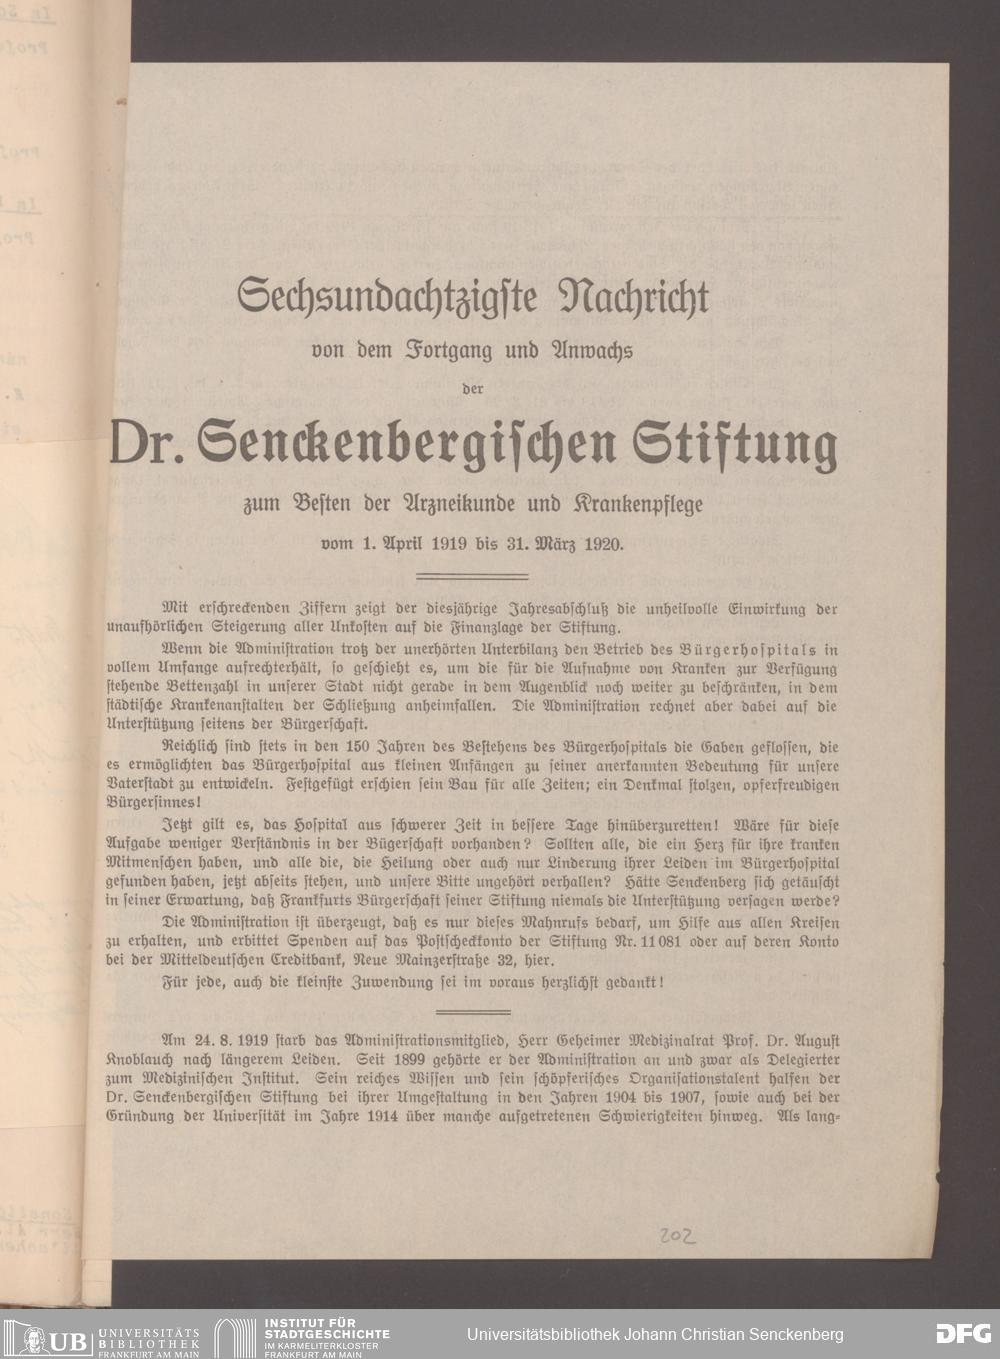 Sechsundachtzigste Nachricht
von dem Fortgang und Anwachs
der
Dr. Senckenbergischen Stiftung
zum Besten der Arzneikunde und Krankenpflege
vom 1. April 1919 bis 31. März 1920.
Mit erschreckenden Ziffern zeigt der diesjährige Jahresabschluß die unheilvolle Einwirkung der
unaufhörlichen Steigerung aller Unkosten auf die Finanzlage der Stiftung.
Wenn die Administration trotz der unerhörten Unterbilanz den Betrieb des Bürgerhospitals in
vollem Umfange aufrechterhält, so geschieht es, um die für die Aufnahme von Kranken zur Verfügung
stehende Bettenzahl in unserer Stadt nicht gerade in dem Augenblick noch weiter zu beschränken, in dem
städtische Krankenanstalten der Schließung anheimfallen. Die Administration rechnet aber dabei auf die
Unterstützung seitens der Bürgerschaft.
Reichlich sind stets in den 150 Jahren des Bestehens des Bürgerhospitals die Gaben geflossen, die
es ermöglichten das Bürgerhospital aus kleinen Anfängen zu seiner anerkannten Bedeutung für unsere
Vaterstadt zu entwickeln. Festgefügt erschien sein Bau für alle Zeiten; ein Denkmal stolzen, opferfreudigen
Bürgersinnes!
Jetzt gilt es, das Hospital aus schwerer Zeit in bessere Tage hinüberzuretten! Wäre für diese
Aufgabe weniger Verständnis in der Bügerschaft vorhanden? Sollten alle, die ein Herz für ihre kranken
Mitmenschen haben, und alle die, die Heilung oder auch nur Linderung ihrer Leiden im Bürgerhospital
gefunden haben, jetzt abseits stehen, und unsere Bitte ungehört verhallen? Hätte Senckenberg sich getäuscht
in seiner Erwartung, daß Frankfurts Bürgerschaft seiner Stiftung niemals die Unterstützung versagen werde?
Die Administration ist überzeugt, daß es nur dieses Mahnrufs bedarf, um Hilfe aus allen Kreisen
zu erhalten, und erbittet Spenden auf das Postscheckkonto der Stiftung Nr. 11 081 oder auf deren Konto
bei der Mitteldeutschen Creditbank, Neue Mainzerstraße 32, hier.
Für jede, auch die kleinste Zuwendung sei im voraus herzlichst gedankt!
Am 24. 8. 1919 starb das Administrationsmitglied, Herr Geheimer Medizinalrat Prof. Dr. August
Knoblauch nach längerem Leiden. Seit 1899 gehörte er der Administration an und zwar als Delegierter
zum Medizinischen Institut. Sein reiches Wissen und sein schöpferisches Organisationstalent halfen der
Dr. Senckenbergischen Stiftung bei ihrer Umgestaltung in den Jahren 1904 bis 1907, sowie auch bei der
Gründung der Universität im Jahre 1914 über manche aufgetretenen Schwierigkeiten hinweg. Als lang-
202
UB UNIVERSITÄTS
BIBLIOTHEK
FRANKFURT AM MAIN
INSTITUT FÜR
STADTGESCHICHTE
IM KARMELITERKLOSTER
FRANKFURT AM MAIN
Universitätsbibliothek Johann Christian Senckenberg
DFG